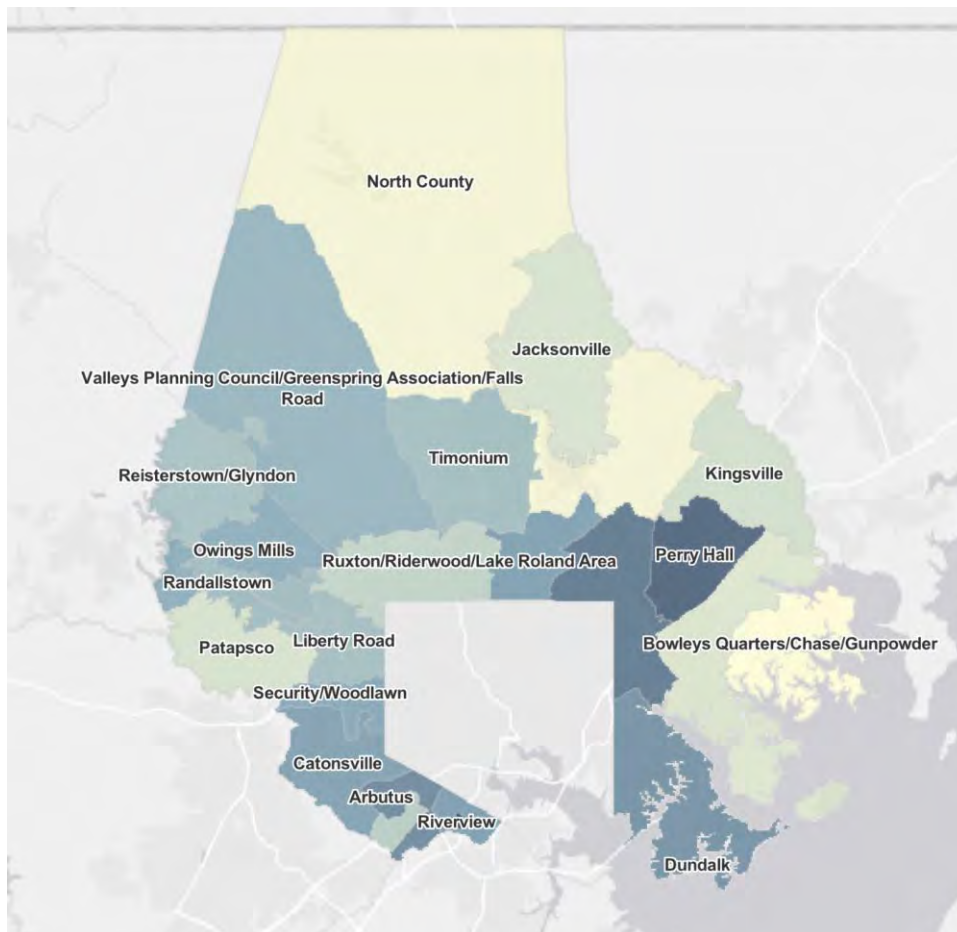 North County
Jacksonville
Valleys Planning Council/Greenspring Association/Falls
Road
Timonium
Reisterstown/Glyndon
Kingsville
Owings Mills
Ruxton/Riderwood/Lake Roland Area
Perry Hall
Randallstown
Liberty Road
Patapsco
Bowleys Quarters/Chase/Gunpowder
Security/Woodlawn
Catonsville
Arbutus
Riverview
Dundalk